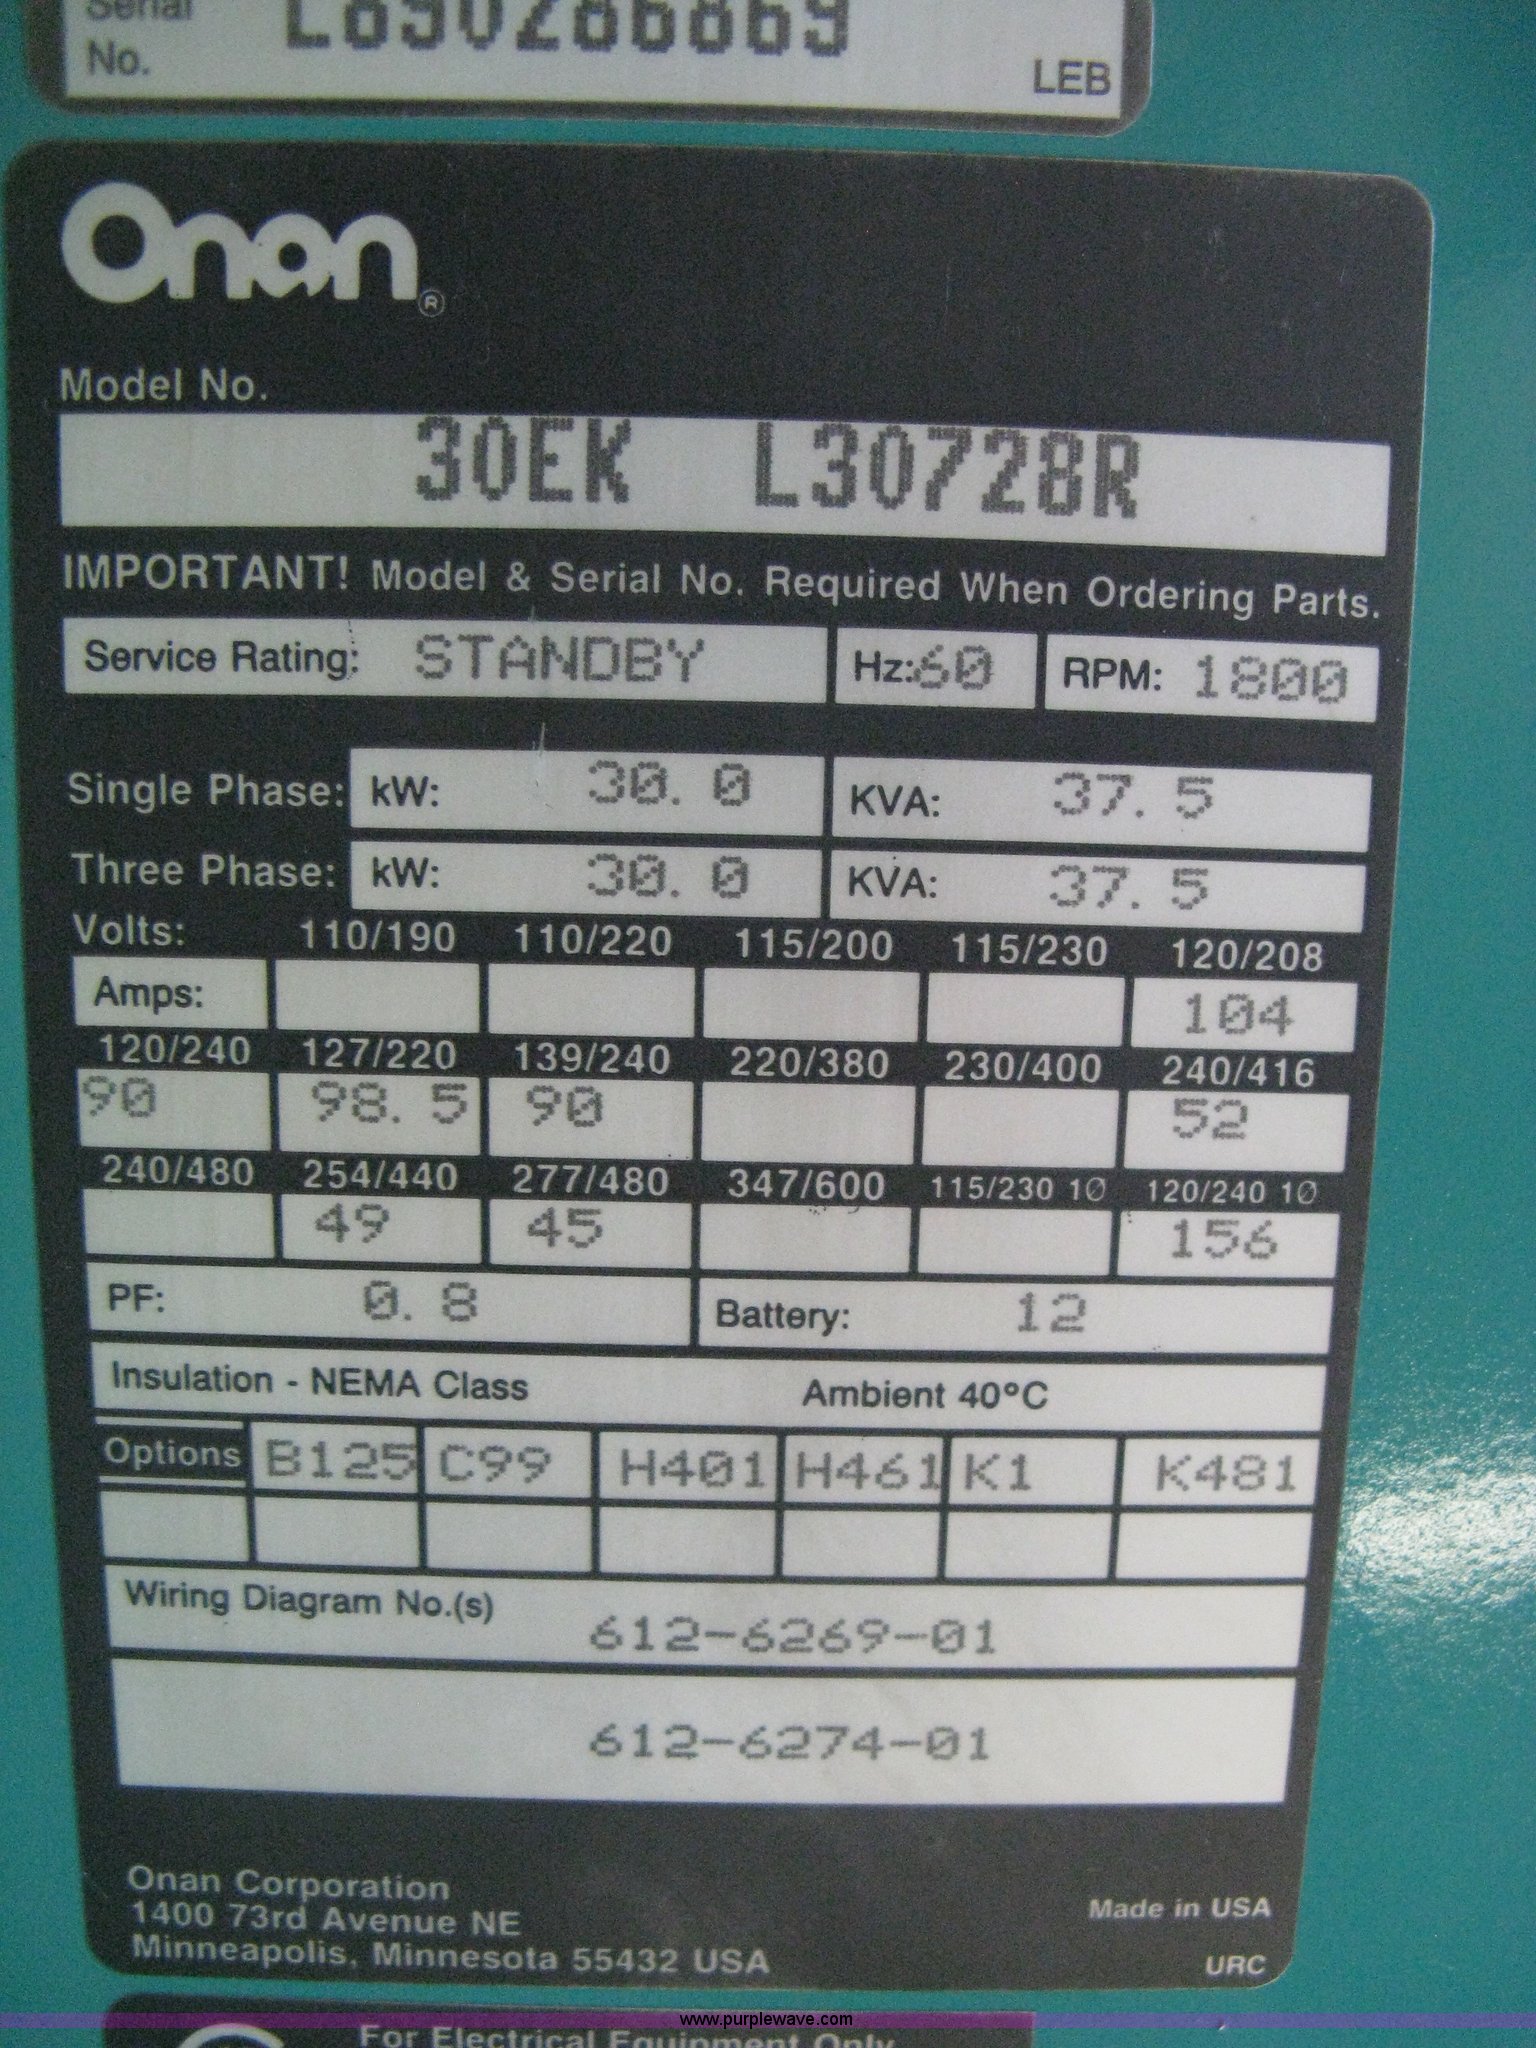 Serial
No. L890286869
LEB
Onan®
Model No.
30EK L30728R
IMPORTANT! Model & Serial No. Required When Ordering Parts.
Service Rating: STANDBY Hz:60 RPM: 1800
Single Phase: kW: 30.0 KVA: 37.5
Three Phase: kW: 30.0 KVA: 37.5
Volts: 110/190 110/220 115/200 115/230 120/208
Amps: 104
120/240 127/220 139/240 220/380 230/400 240/416
90 98.5 90 52
240/480 254/440 277/480 347/600 115/230 1Ø 120/240 1Ø
49 45 156
PF: 0.8 Battery: 12
Insulation - NEMA Class Ambient 40°C
Options B125 C99 H401 H461 K1 K481
Wiring Diagram No.(s) 612-6269-01
612-6274-01
Onan Corporation
1400 73rd Avenue NE
Minneapolis, Minnesota 55432 USA
Made in USA
URC
www.purplewave.com
For Electrical Equipment Only